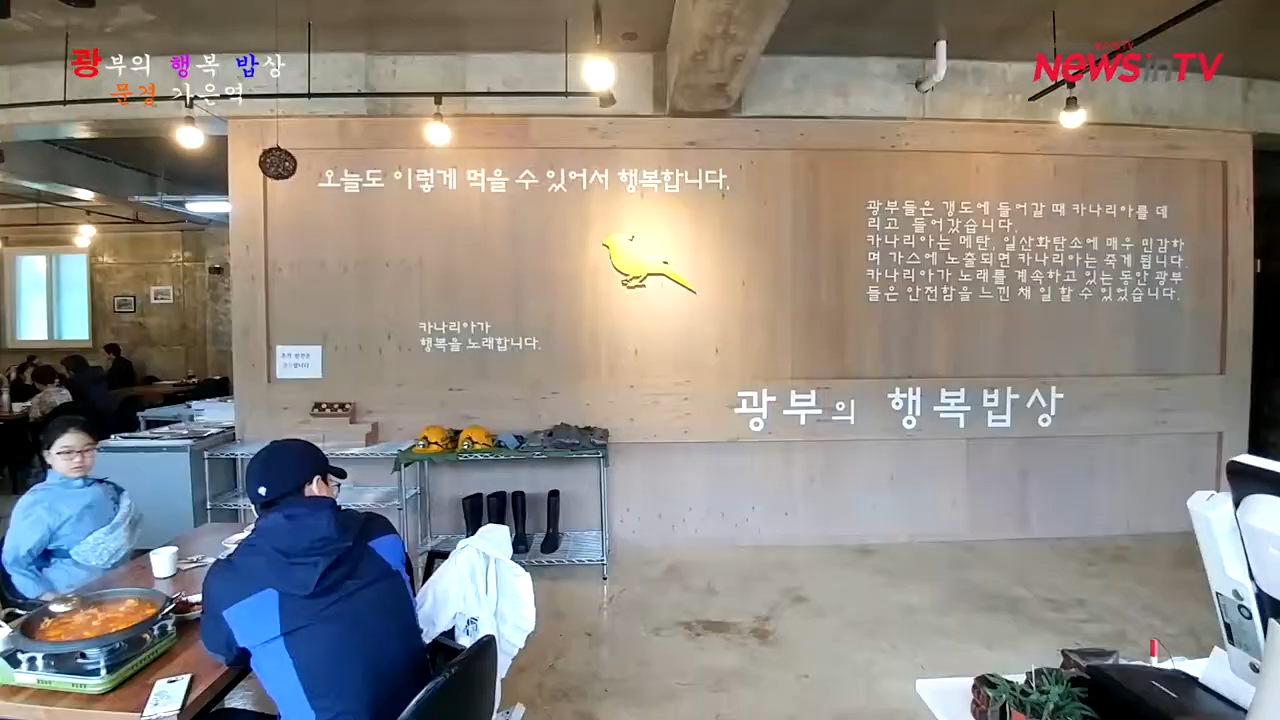 광부의 행복 밥상
문경 가은역
NEWSinTV
오늘도 이렇게 먹을 수 있어서 행복합니다.
광부들은 갱도에 들어갈 때 카나리아를 데
리고 들어갔습니다.
카나리아는 메탄, 일산화탄소에 매우 민감하
며 가스에 노출되면 카나리아는 죽게 됩니다.
카나리아가 노래를 계속하고 있는 동안 광부
들은 안전함을 느낀 채 일 할 수 있었습니다.
카나리아가
행복을 노래합니다.
추가 반찬은
광부의 행복밥상